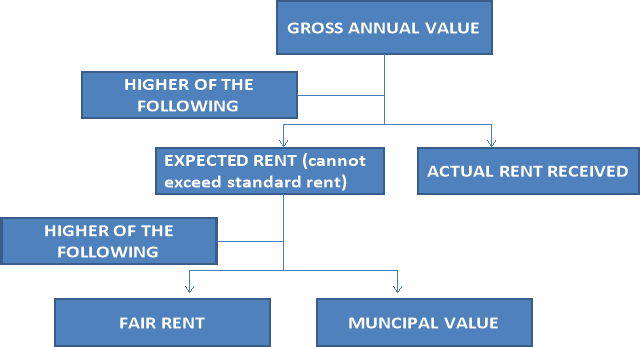 GROSS ANNUAL VALUE
HIGHER OF THE
FOLLOWING
EXPECTED RENT (cannot
exceed standard rent)
ACTUAL RENT RECEIVED
HIGHER OF THE
FOLLOWING
FAIR RENT
MUNCIPAL VALUE